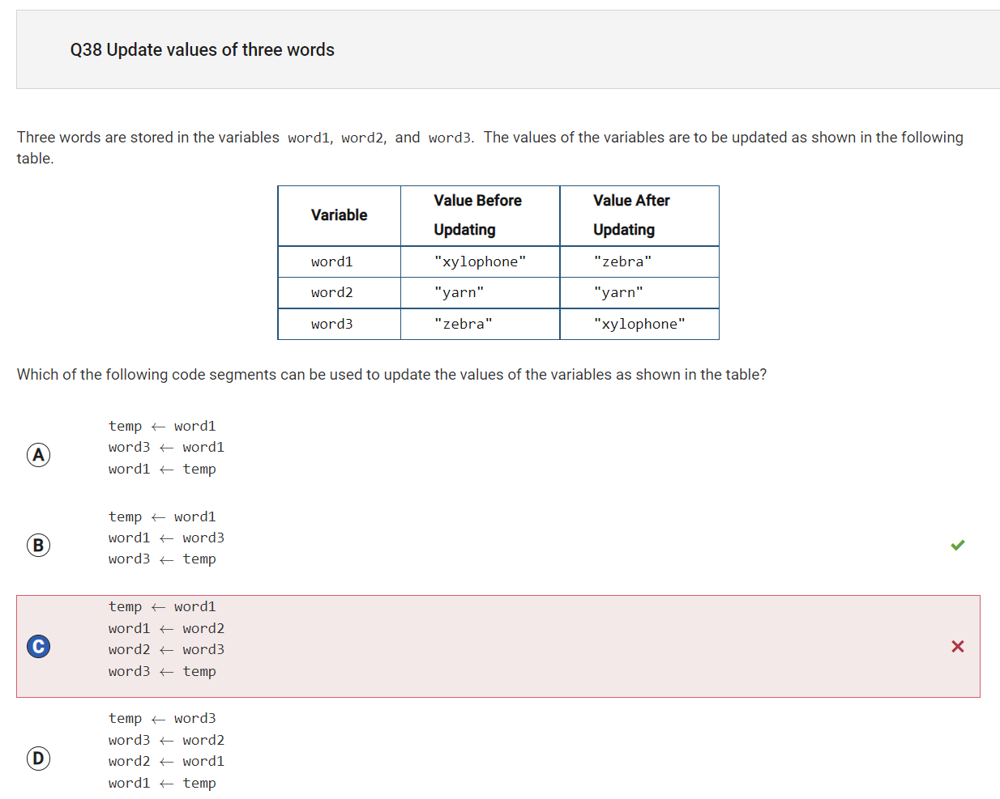 Q38 Update values of three words
Three words are stored in the variables word1, word2, and word3. The values of the variables are to be updated as shown in the following
table.
Variable
Value Before
Updating
Value After
Updating
word1 "xylophone" "zebra"
word2 "yarn" "yarn"
word3 "zebra" "xylophone"
Which of the following code segments can be used to update the values of the variables as shown in the table?
A
temp ← word1
word3 ← word1
word1 ← temp
B
temp ← word1
word1 ← word3
word3 ← temp
C
temp ← word1
word1 ← word2
word2 ← word3
word3 ← temp
D
temp ← word3
word3 ← word2
word2 ← word1
word1 ← temp